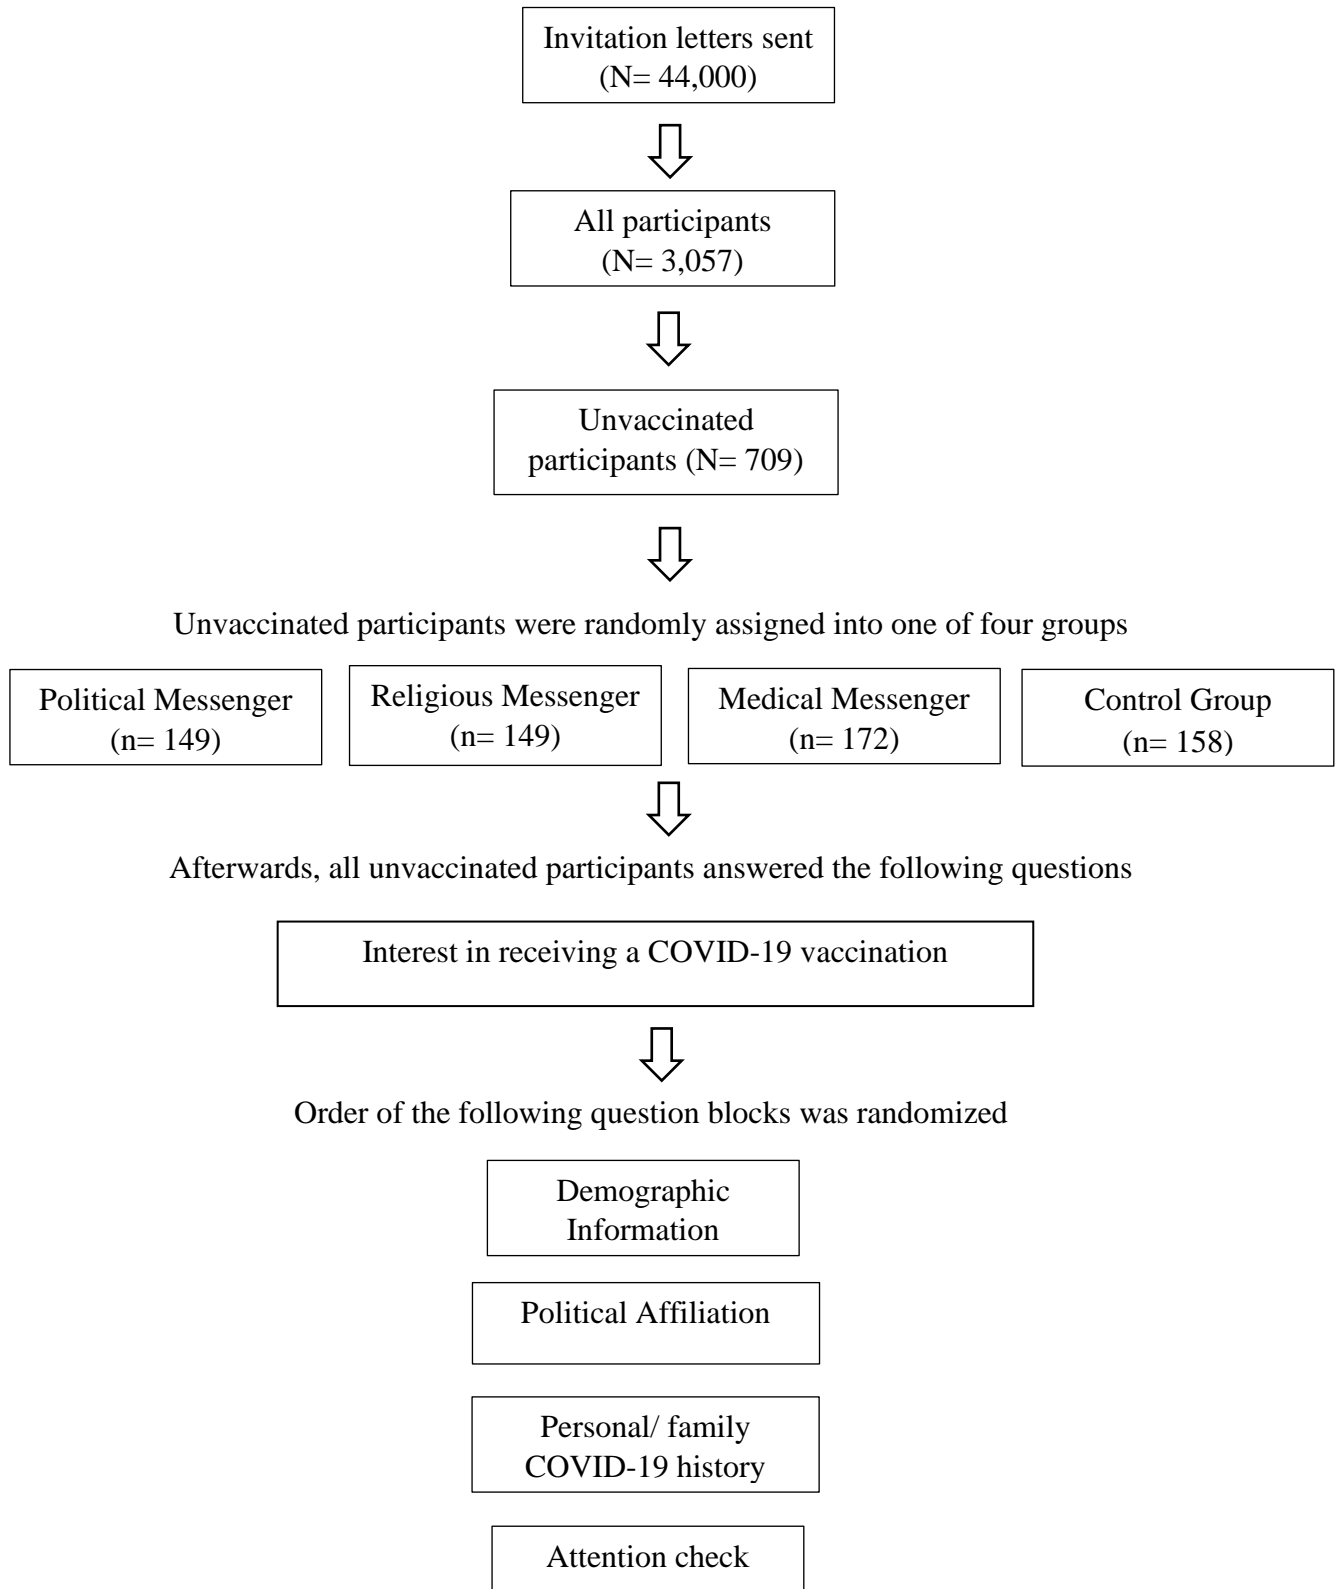 Invitation letters sent
(N= 44,000)
All participants
(N= 3,057)
Unvaccinated
participants (N= 709)
Unvaccinated participants were randomly assigned into one of four groups
Political Messenger
(n= 149)
Religious Messenger
(n= 149)
Medical Messenger
(n= 172)
Control Group
(n= 158)
Afterwards, all unvaccinated participants answered the following questions
Interest in receiving a COVID-19 vaccination
Order of the following question blocks was randomized
Demographic
Information
Political Affiliation
Personal/ family
COVID-19 history
Attention check